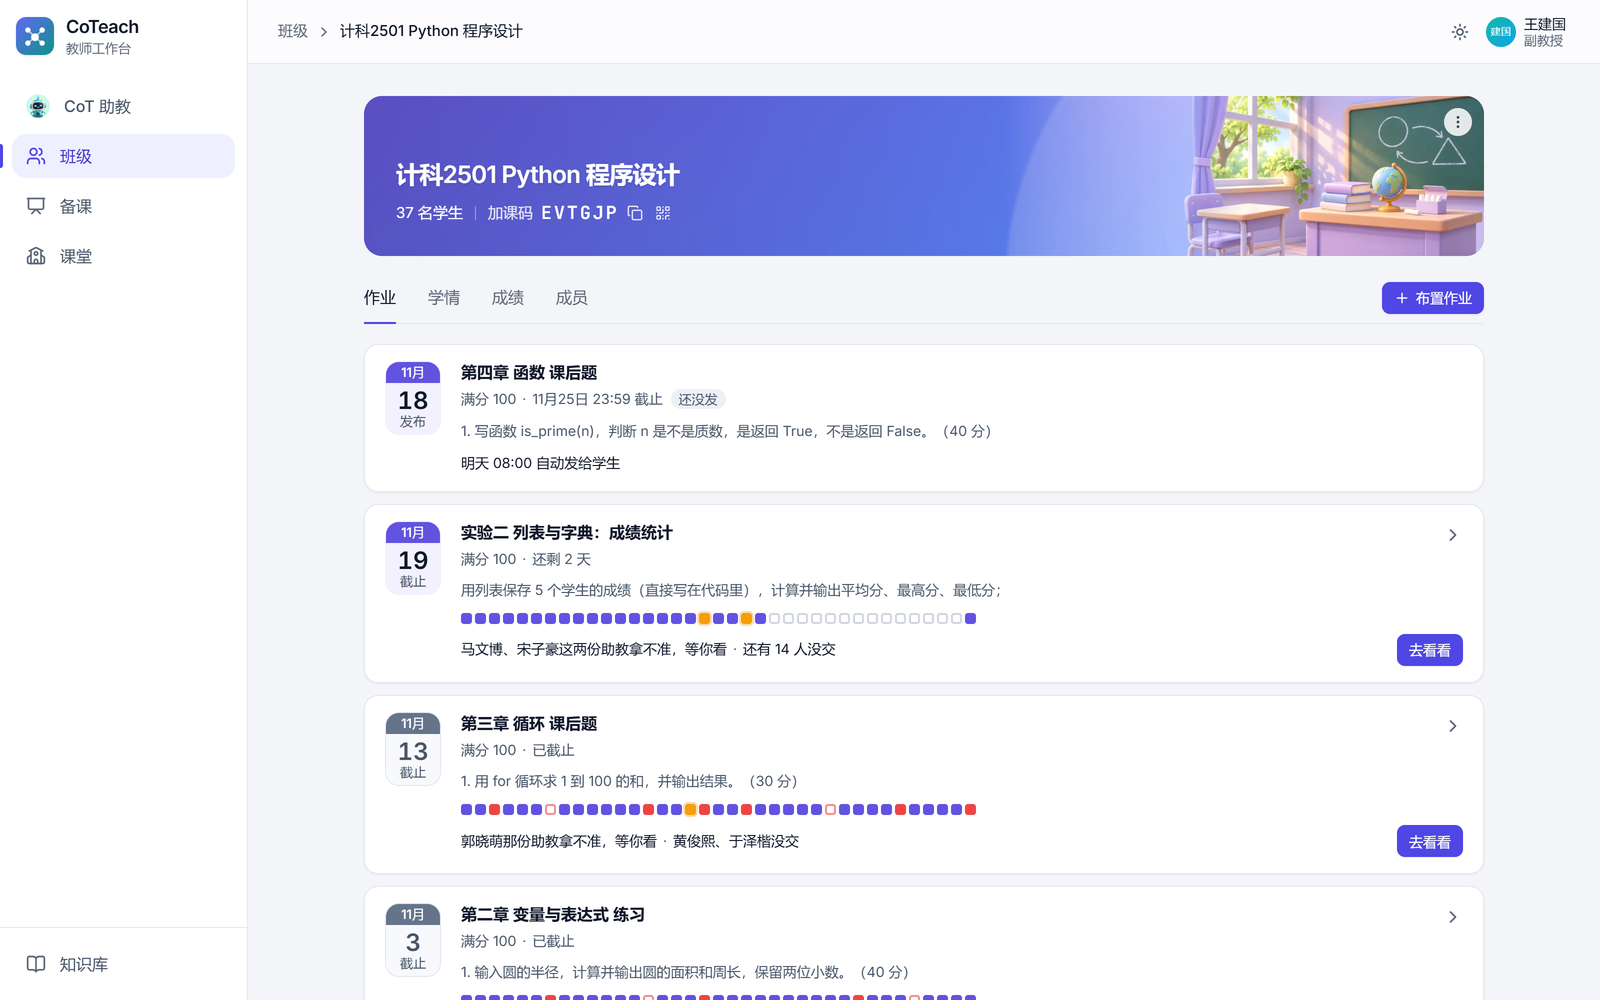 CoTeach
教师工作台
CoT 助教
班级
备课
课堂
知识库
班级 > 计科2501 Python 程序设计
建国
王建国
副教授
计科2501 Python 程序设计
37 名学生 | 加课码 EVTGJP
作业 学情 成绩 成员
+ 布置作业
11月
18
发布
第四章 函数 课后题
满分 100 · 11月25日 23:59 截止 还没发
1. 写函数 is_prime(n)，判断 n 是不是质数，是返回 True，不是返回 False。（40 分）
明天 08:00 自动发给学生
11月
19
截止
实验二 列表与字典：成绩统计
满分 100 · 还剩 2 天
用列表保存 5 个学生的成绩（直接写在代码里），计算并输出平均分、最高分、最低分；
马文博、宋子豪这两份助教拿不准，等你看 · 还有 14 人没交
去看看
11月
13
截止
第三章 循环 课后题
满分 100 · 已截止
1. 用 for 循环求 1 到 100 的和，并输出结果。（30 分）
郭晓萌那份助教拿不准，等你看 · 黄俊熙、于泽楷没交
去看看
11月
3
截止
第二章 变量与表达式 练习
满分 100 · 已截止
1. 输入圆的半径，计算并输出圆的面积和周长，保留两位小数。（40 分）